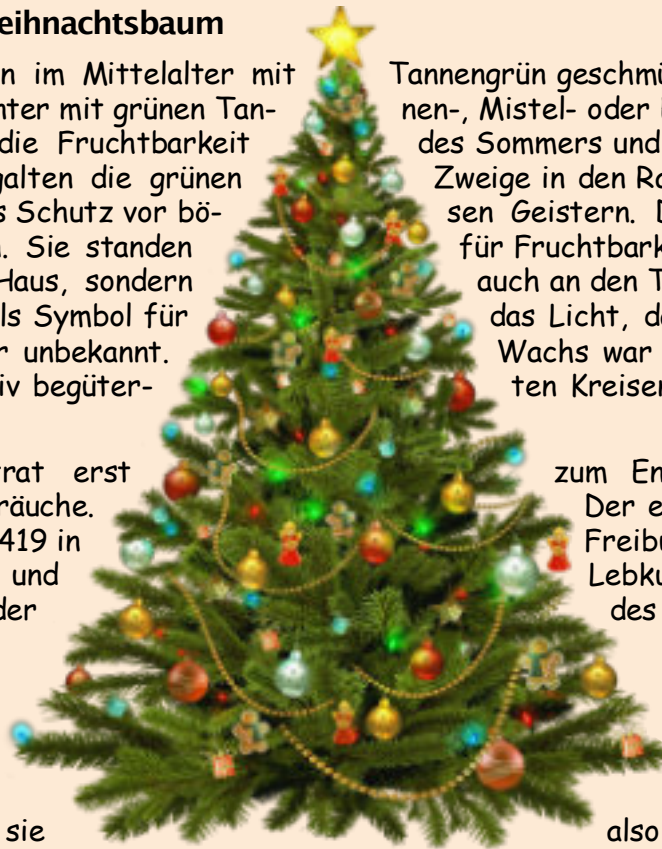 eihnachtsbaum
n im Mittelalter mit Tannengrün geschmü
nter mit grünen Tan- nen-, Mistel- oder
die Fruchtbarkeit des Sommers und
galten die grünen Zweige in den
s Schutz vor bö- sen Geistern. D
. Sie standen für Fruchtbark
Haus, sondern auch an den T
ls Symbol für das Licht, d
r unbekannt. Wachs war
iv begüter- ten Kreisen
trat erst zum En
räuche. Der e
419 in Freibu
und Lebku
der des
sie also